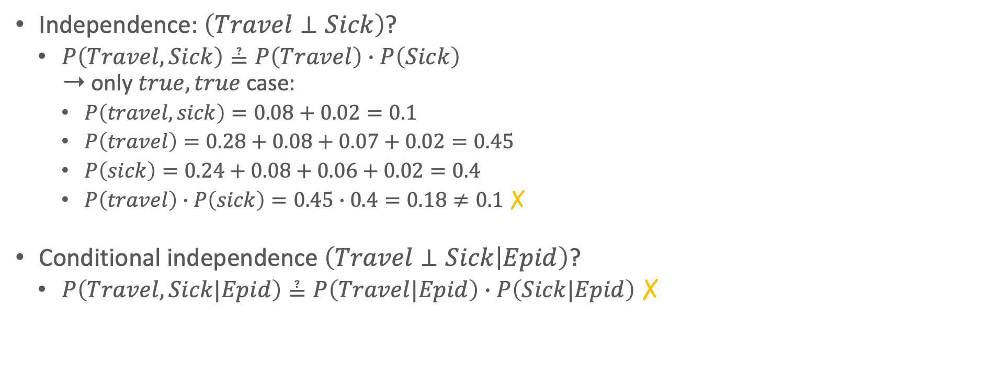 • Independence: (Travel ⊥ Sick)?
• P(Travel, Sick) ≟ P(Travel) · P(Sick)
→ only true, true case:
• P(travel, sick) = 0.08 + 0.02 = 0.1
• P(travel) = 0.28 + 0.08 + 0.07 + 0.02 = 0.45
• P(sick) = 0.24 + 0.08 + 0.06 + 0.02 = 0.4
• P(travel) · P(sick) = 0.45 · 0.4 = 0.18 ≠ 0.1 ✗
• Conditional independence (Travel ⊥ Sick|Epid)?
• P(Travel, Sick|Epid) ≟ P(Travel|Epid) · P(Sick|Epid) ✗